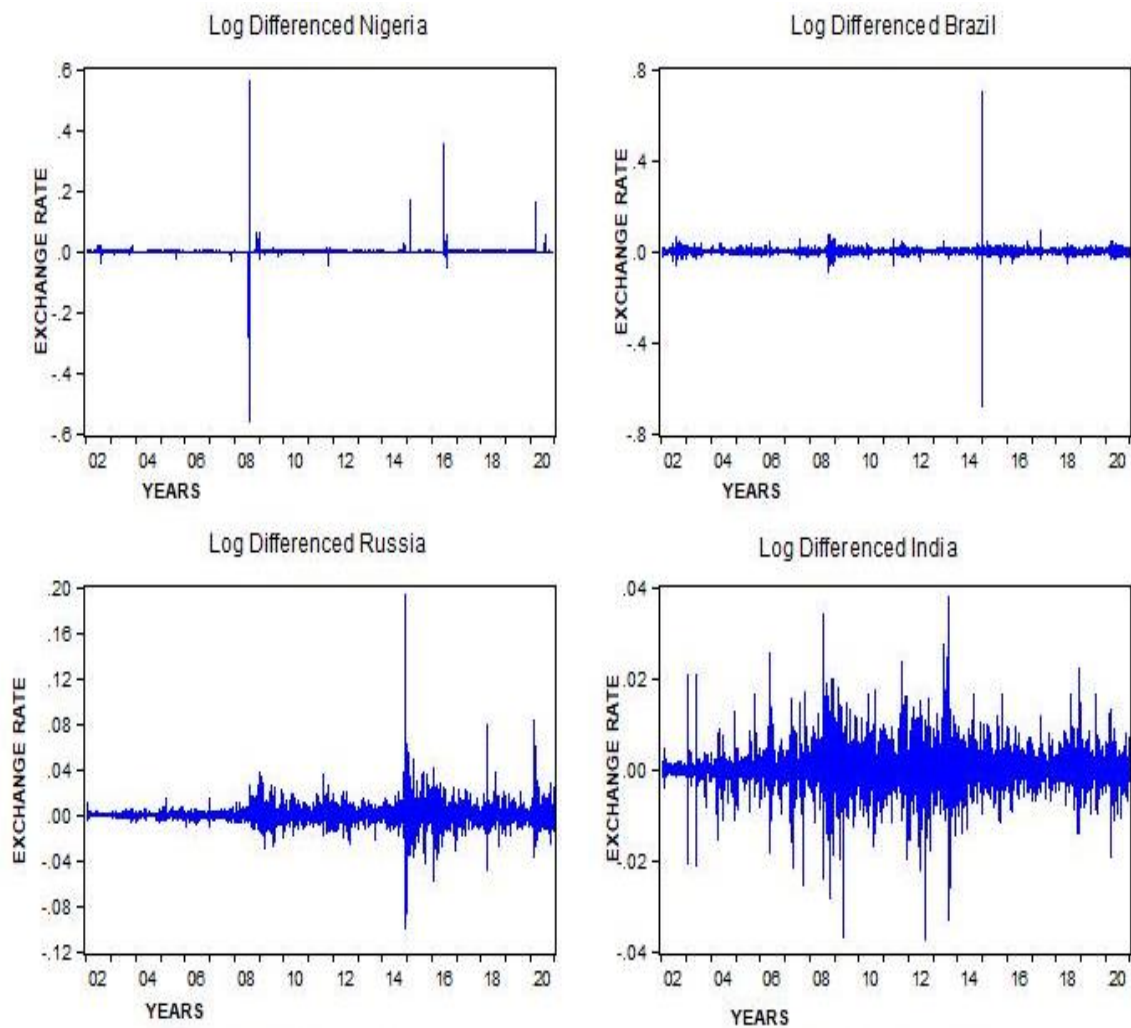 Log Differenced Nigeria
.6
.4
.2
.0
-.2
-.4
-.6
EXCHANGE RATE
02 04 06 08 10 12 14 16 18 20
YEARS
Log Differenced Brazil
.8
.4
.0
-.4
-.8
EXCHANGE RATE
02 04 06 08 10 12 14 16 18 20
YEARS
Log Differenced Russia
.20
.16
.12
.08
.04
.00
-.04
-.08
-.12
EXCHANGE RATE
02 04 06 08 10 12 14 16 18 20
YEARS
Log Differenced India
.04
.02
.00
-.02
-.04
EXCHANGE RATE
02 04 06 08 10 12 14 16 18 20
YEARS